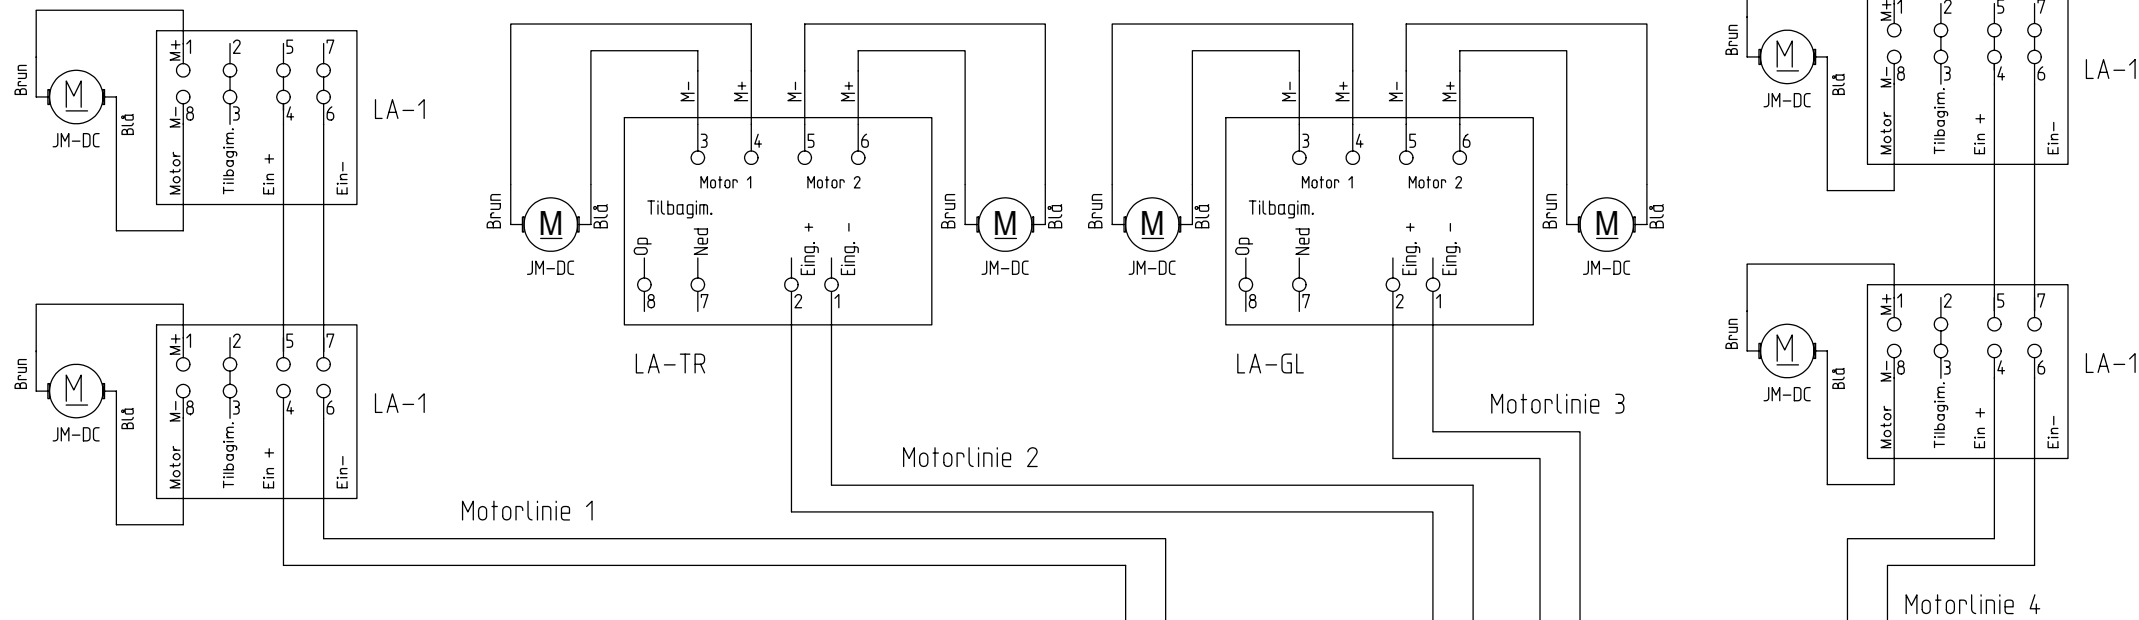 Brun
M
JM-DC
Blå
M+
1
2
5
7
M-
8
3
4
6
Motor
Tilbagim.
Ein +
Ein-
LA-1
Brun
M
JM-DC
Blå
M+
1
2
5
7
M-
8
3
4
6
Motor
Tilbagim.
Ein +
Ein-
LA-1
Motorlinie 1
Brun
M
JM-DC
Blå
M-
M+
M-
M+
3
4
5
6
Motor 1
Motor 2
Tilbagim.
Op
Ned
Eing. +
Eing. -
8
7
2
1
LA-TR
Brun
M
JM-DC
Blå
Motorlinie 2
Brun
M
JM-DC
Blå
M-
M+
M-
M+
3
4
5
6
Motor 1
Motor 2
Tilbagim.
Op
Ned
Eing. +
Eing. -
8
7
2
1
LA-GL
Brun
M
JM-DC
Blå
Motorlinie 3
Brun
M
JM-DC
Blå
M+
1
2
5
7
M-
8
3
4
6
Motor
Tilbagim.
Ein +
Ein-
LA-1
Brun
M
JM-DC
Blå
M+
1
2
5
7
M-
8
3
4
6
Motor
Tilbagim.
Ein +
Ein-
LA-1
Motorlinie 4